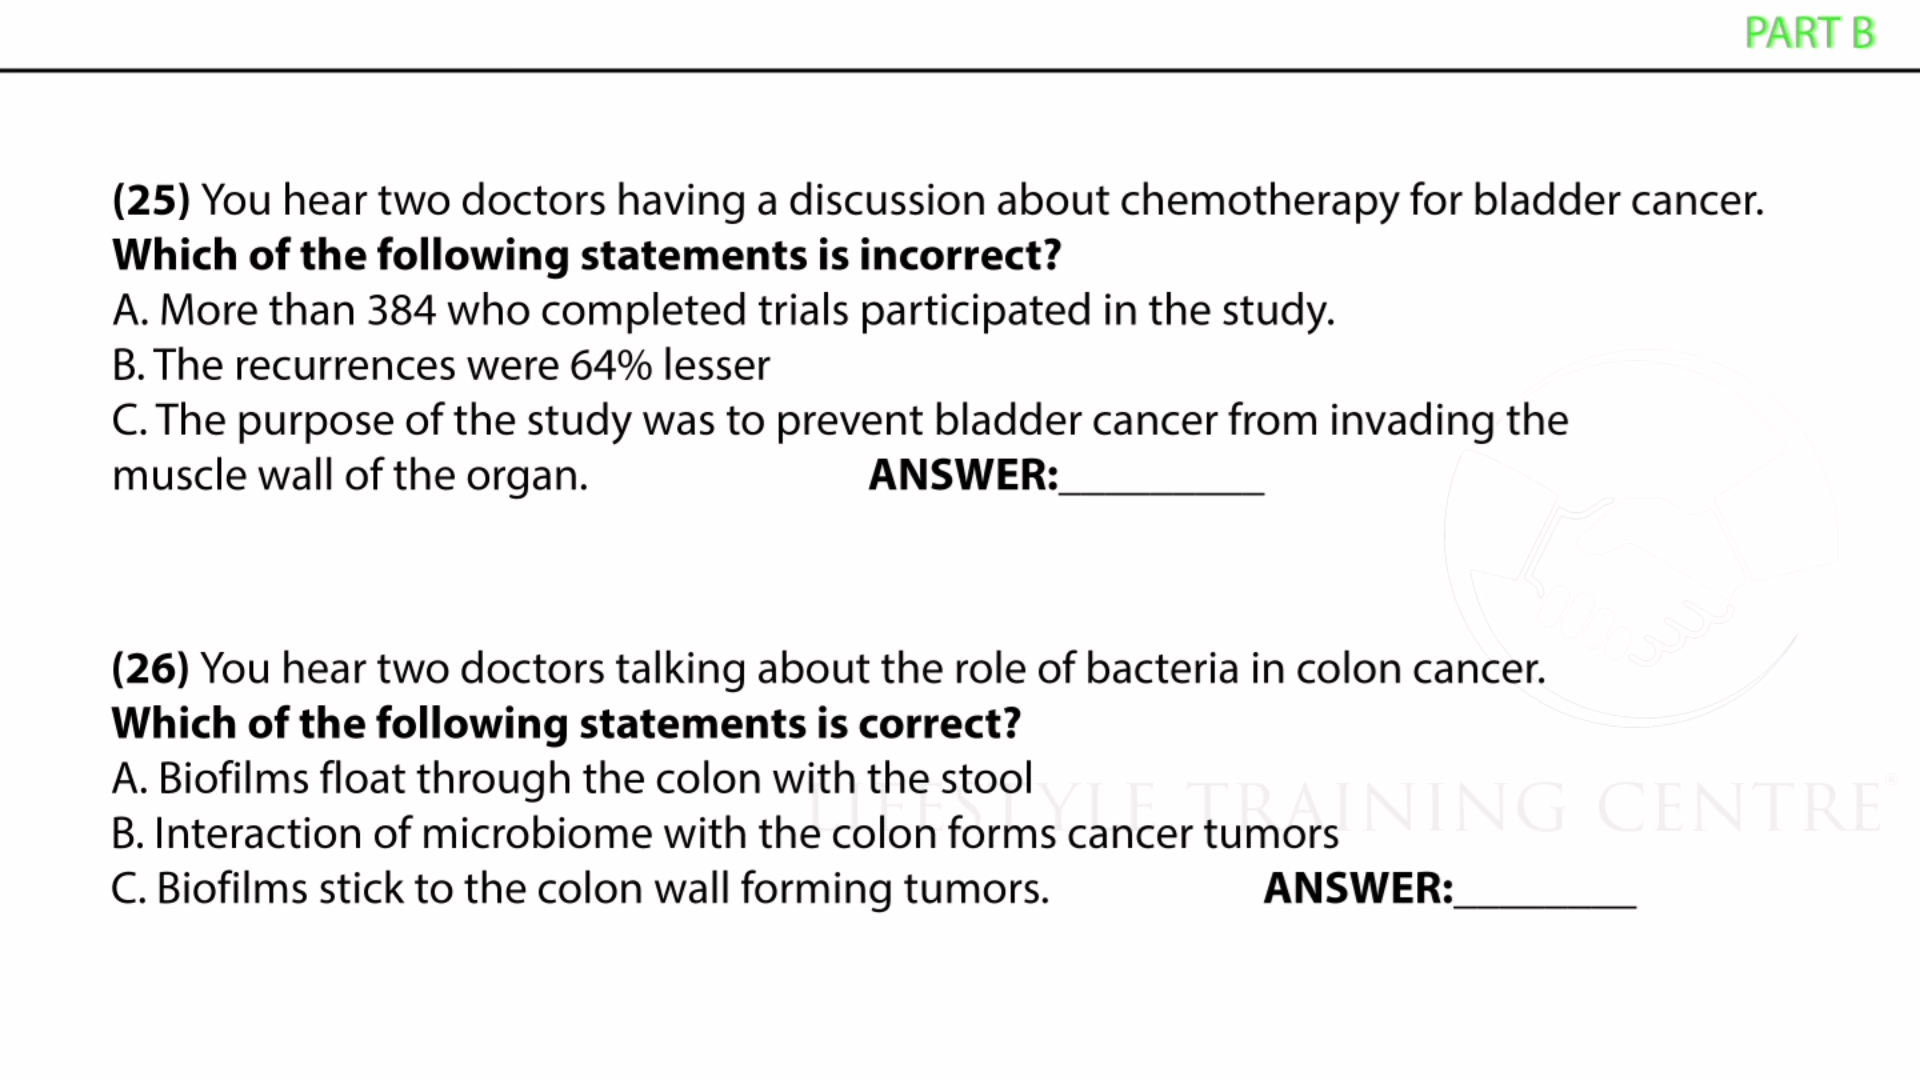 PART B
(25) You hear two doctors having a discussion about chemotherapy for bladder cancer.
Which of the following statements is incorrect?
A. More than 384 who completed trials participated in the study.
B. The recurrences were 64% lesser
C. The purpose of the study was to prevent bladder cancer from invading the
muscle wall of the organ. ANSWER:_________
(26) You hear two doctors talking about the role of bacteria in colon cancer.
Which of the following statements is correct?
A. Biofilms float through the colon with the stool
LIFESTYLE TRAINING CENTRE®
B. Interaction of microbiome with the colon forms cancer tumors
C. Biofilms stick to the colon wall forming tumors. ANSWER:________